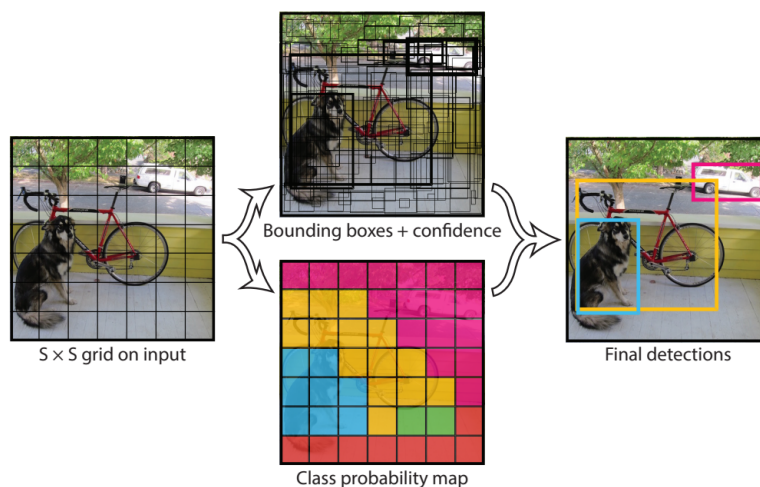 S × S grid on input
Bounding boxes + confidence
Class probability map
Final detections